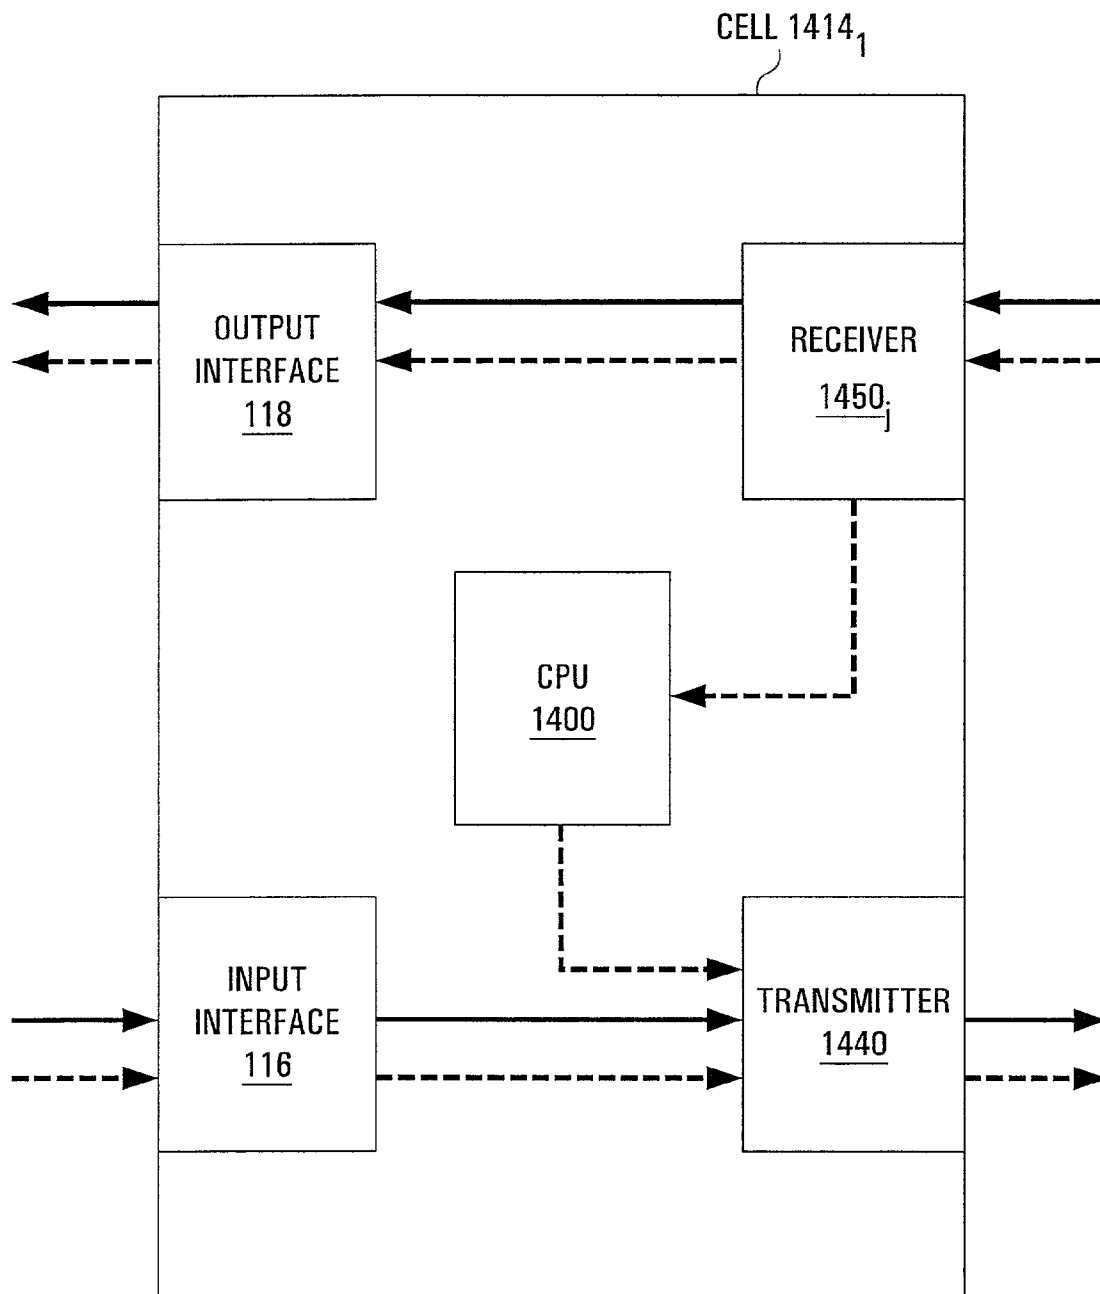 CELL 1414₁
OUTPUT
INTERFACE
118
RECEIVER
1450ⱼ
CPU
1400
INPUT
INTERFACE
116
TRANSMITTER
1440